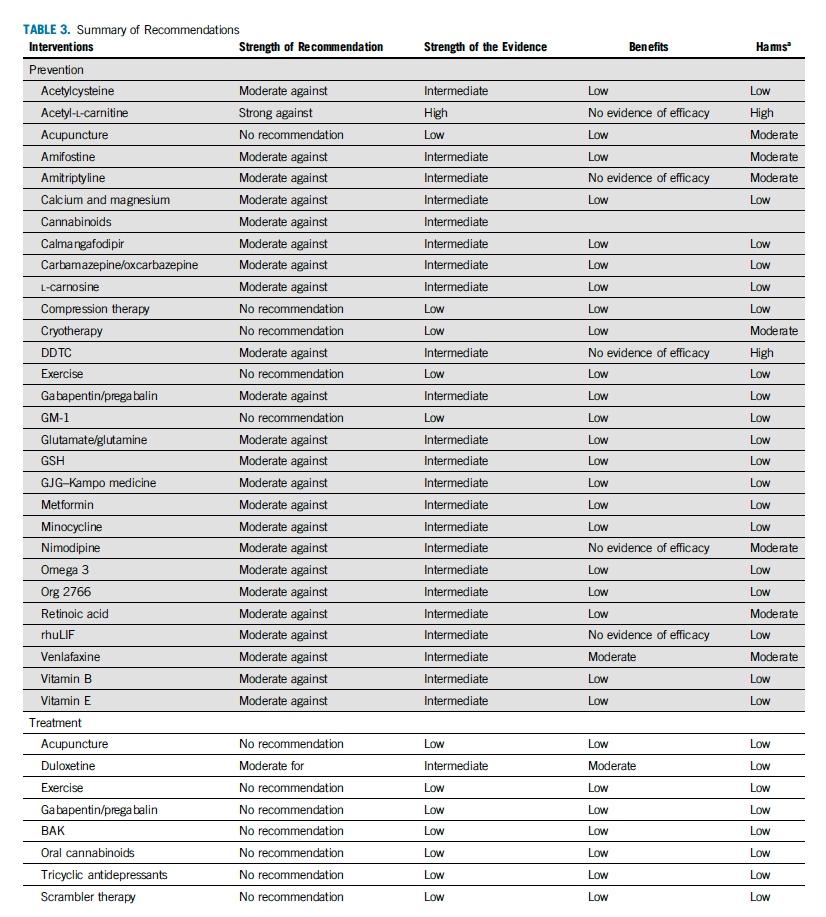 TABLE 3. Summary of Recommendations
Interventions Strength of Recommendation Strength of the Evidence Benefits Harmsᵃ
Prevention
Acetylcysteine Moderate against Intermediate Low Low
Acetyl-ʟ-carnitine Strong against High No evidence of efficacy High
Acupuncture No recommendation Low Low Moderate
Amifostine Moderate against Intermediate Low Moderate
Amitriptyline Moderate against Intermediate No evidence of efficacy Moderate
Calcium and magnesium Moderate against Intermediate Low Low
Cannabinoids Moderate against Intermediate
Calmangafodipir Moderate against Intermediate Low Low
Carbamazepine/oxcarbazepine Moderate against Intermediate Low Low
ʟ-carnosine Moderate against Intermediate Low Low
Compression therapy No recommendation Low Low Low
Cryotherapy No recommendation Low Low Moderate
DDTC Moderate against Intermediate No evidence of efficacy High
Exercise No recommendation Low Low Low
Gabapentin/pregabalin Moderate against Intermediate Low Low
GM-1 No recommendation Low Low Low
Glutamate/glutamine Moderate against Intermediate Low Low
GSH Moderate against Intermediate Low Low
GJG–Kampo medicine Moderate against Intermediate Low Low
Metformin Moderate against Intermediate Low Low
Minocycline Moderate against Intermediate Low Low
Nimodipine Moderate against Intermediate No evidence of efficacy Moderate
Omega 3 Moderate against Intermediate Low Low
Org 2766 Moderate against Intermediate Low Low
Retinoic acid Moderate against Intermediate Low Moderate
rhuLIF Moderate against Intermediate No evidence of efficacy Low
Venlafaxine Moderate against Intermediate Moderate Moderate
Vitamin B Moderate against Intermediate Low Low
Vitamin E Moderate against Intermediate Low Low
Treatment
Acupuncture No recommendation Low Low Low
Duloxetine Moderate for Intermediate Moderate Low
Exercise No recommendation Low Low Low
Gabapentin/pregabalin No recommendation Low Low Low
BAK No recommendation Low Low Low
Oral cannabinoids No recommendation Low Low Low
Tricyclic antidepressants No recommendation Low Low Low
Scrambler therapy No recommendation Low Low Low